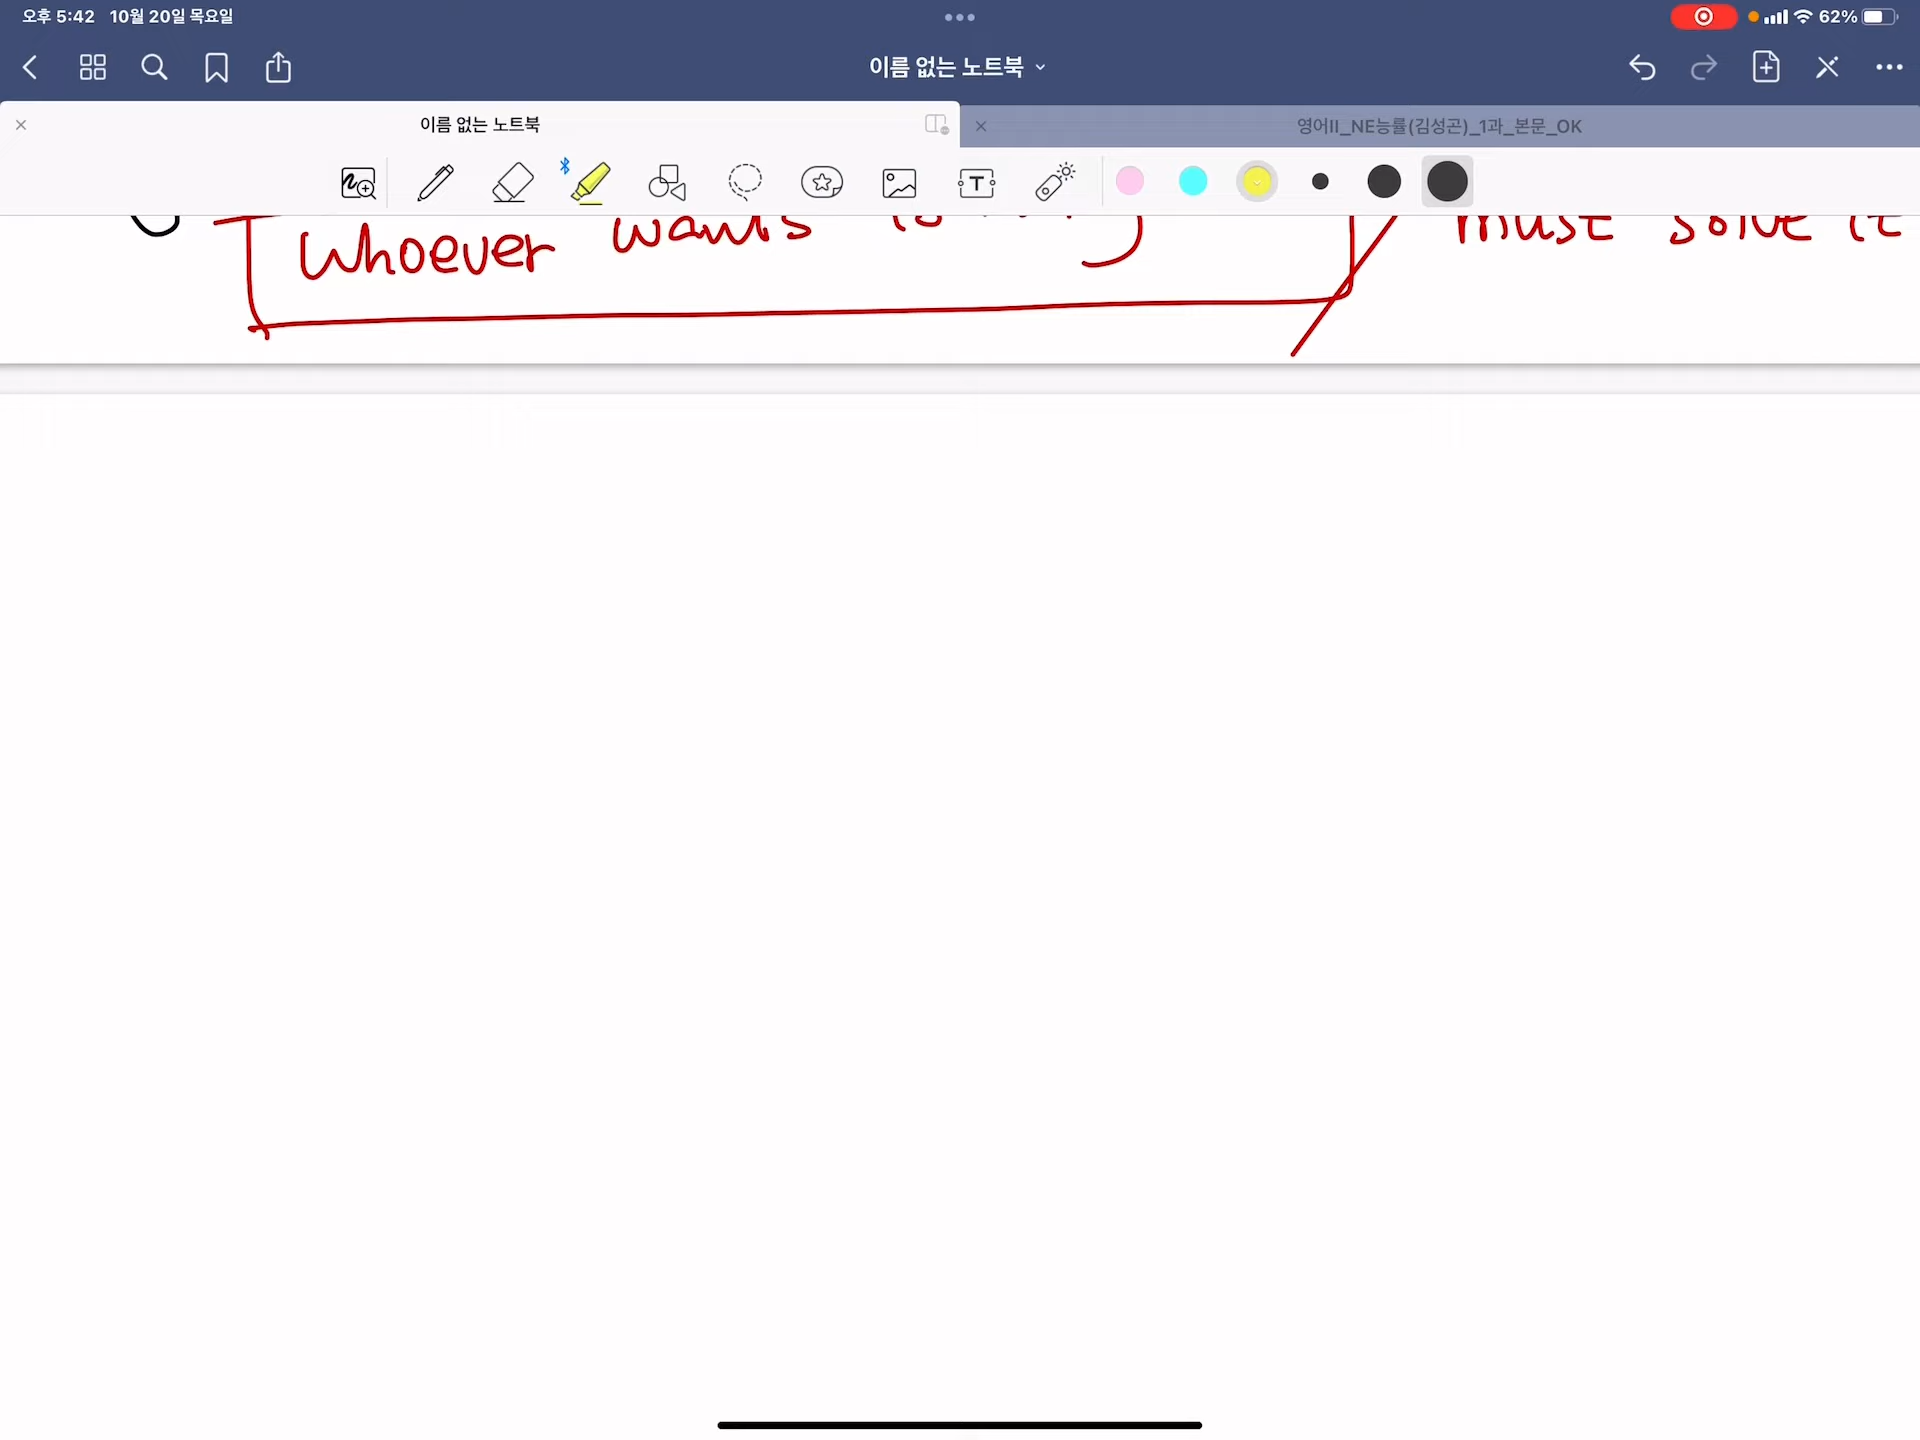 오후 5:42 10월 20일 목요일
62%
이름 없는 노트북
이름 없는 노트북
영어II_NE능률(김성곤)_1과_본문_OK
T
Whoever wants must solve it